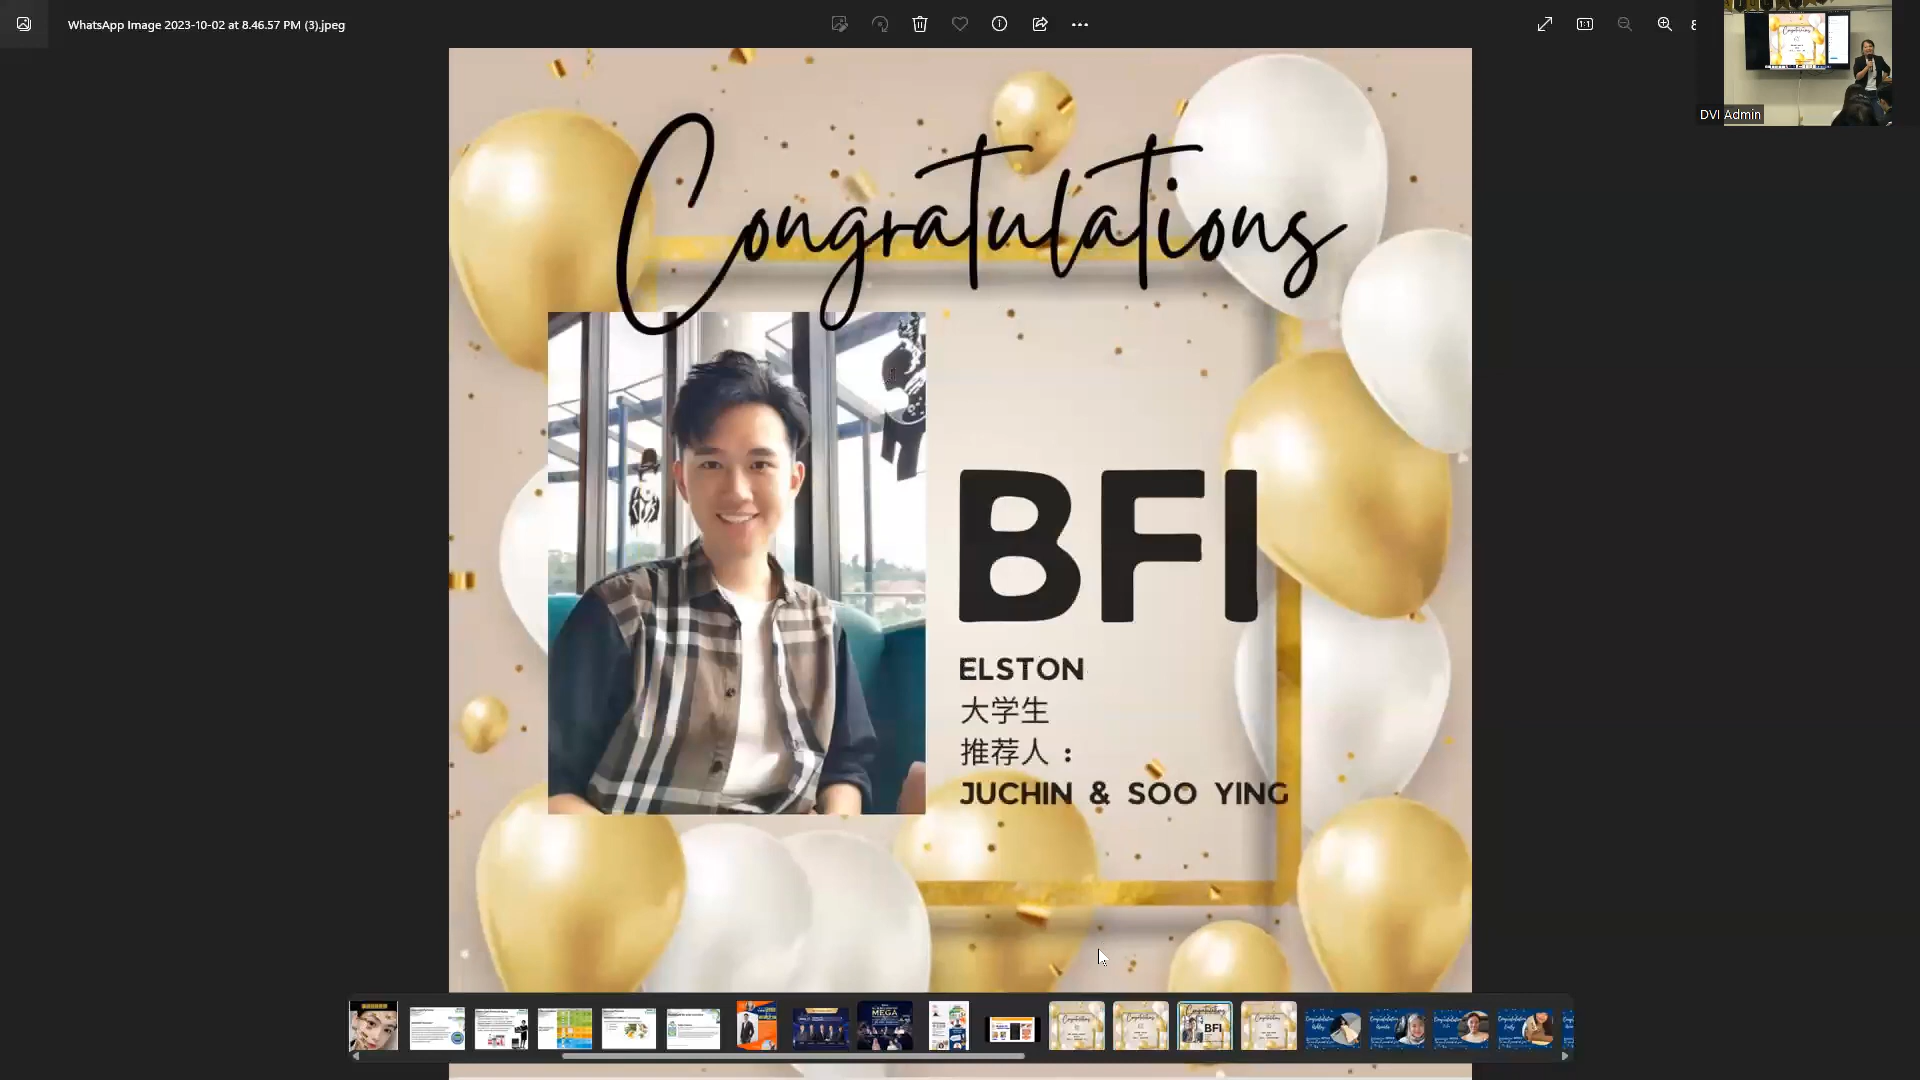 WhatsApp Image 2023-10-02 at 8.46.57 PM (3).jpeg
DVI Admin
Congratulations
BFI
ELSTON
大学生
推荐人：
JUCHIN & SOO YING